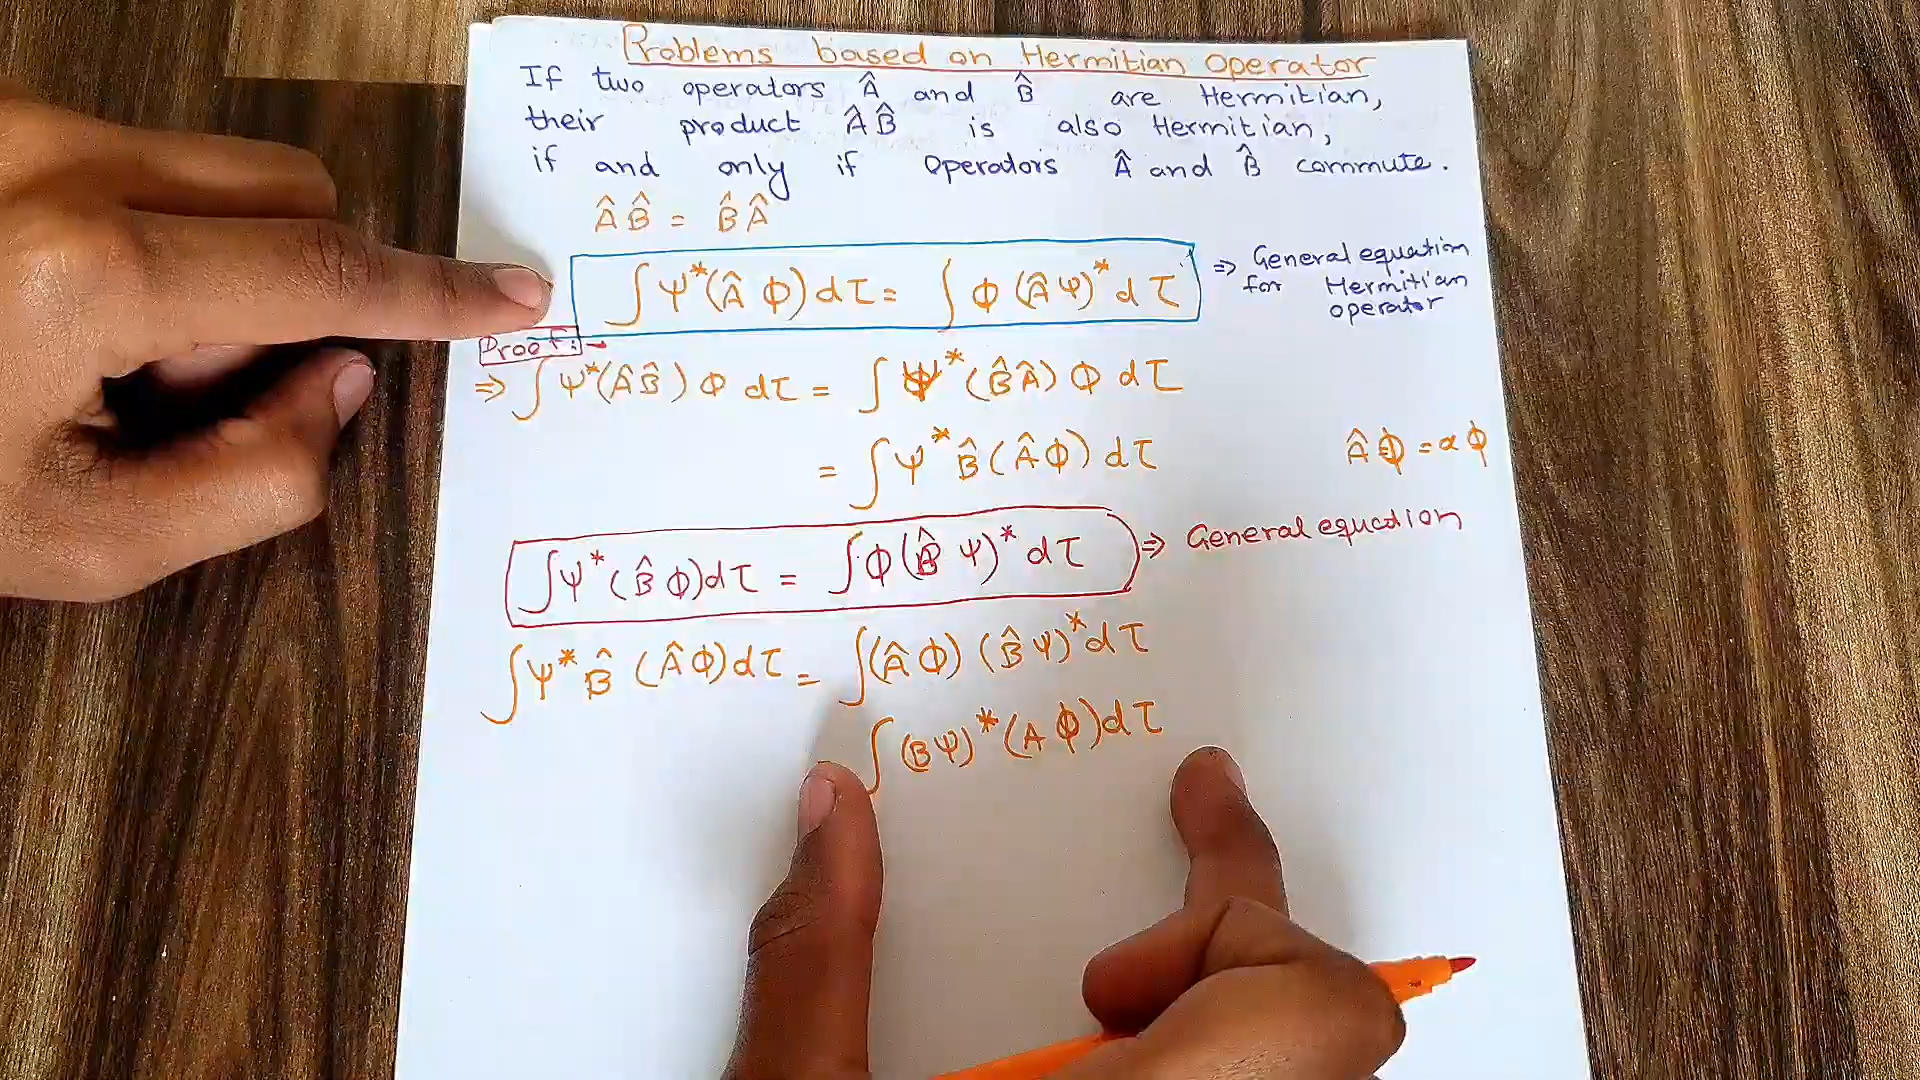 Problems based on Hermitian Operator
If two operators Â and B̂ are Hermitian,
their product ÂB̂ is also Hermitian,
if and only if Operators Â and B̂ commute.
ÂB̂ = B̂Â
∫ψ*(Â ϕ)dτ = ∫ϕ(Âψ)*dτ ⇒ General equation
for Hermitian
operator
Proof:-
⇒ ∫ψ*(ÂB̂)ϕ dτ = ∫ψ*(B̂Â)ϕ dτ
= ∫ψ*B̂(Âϕ)dτ
Âϕ = αϕ
∫ψ*(B̂ϕ)dτ = ∫ϕ(B̂ψ)*dτ ⇒ General equation
∫ψ*B̂(Âϕ)dτ = ∫(Âϕ)(B̂ψ)*dτ
∫(Bψ)*(Aϕ)dτ